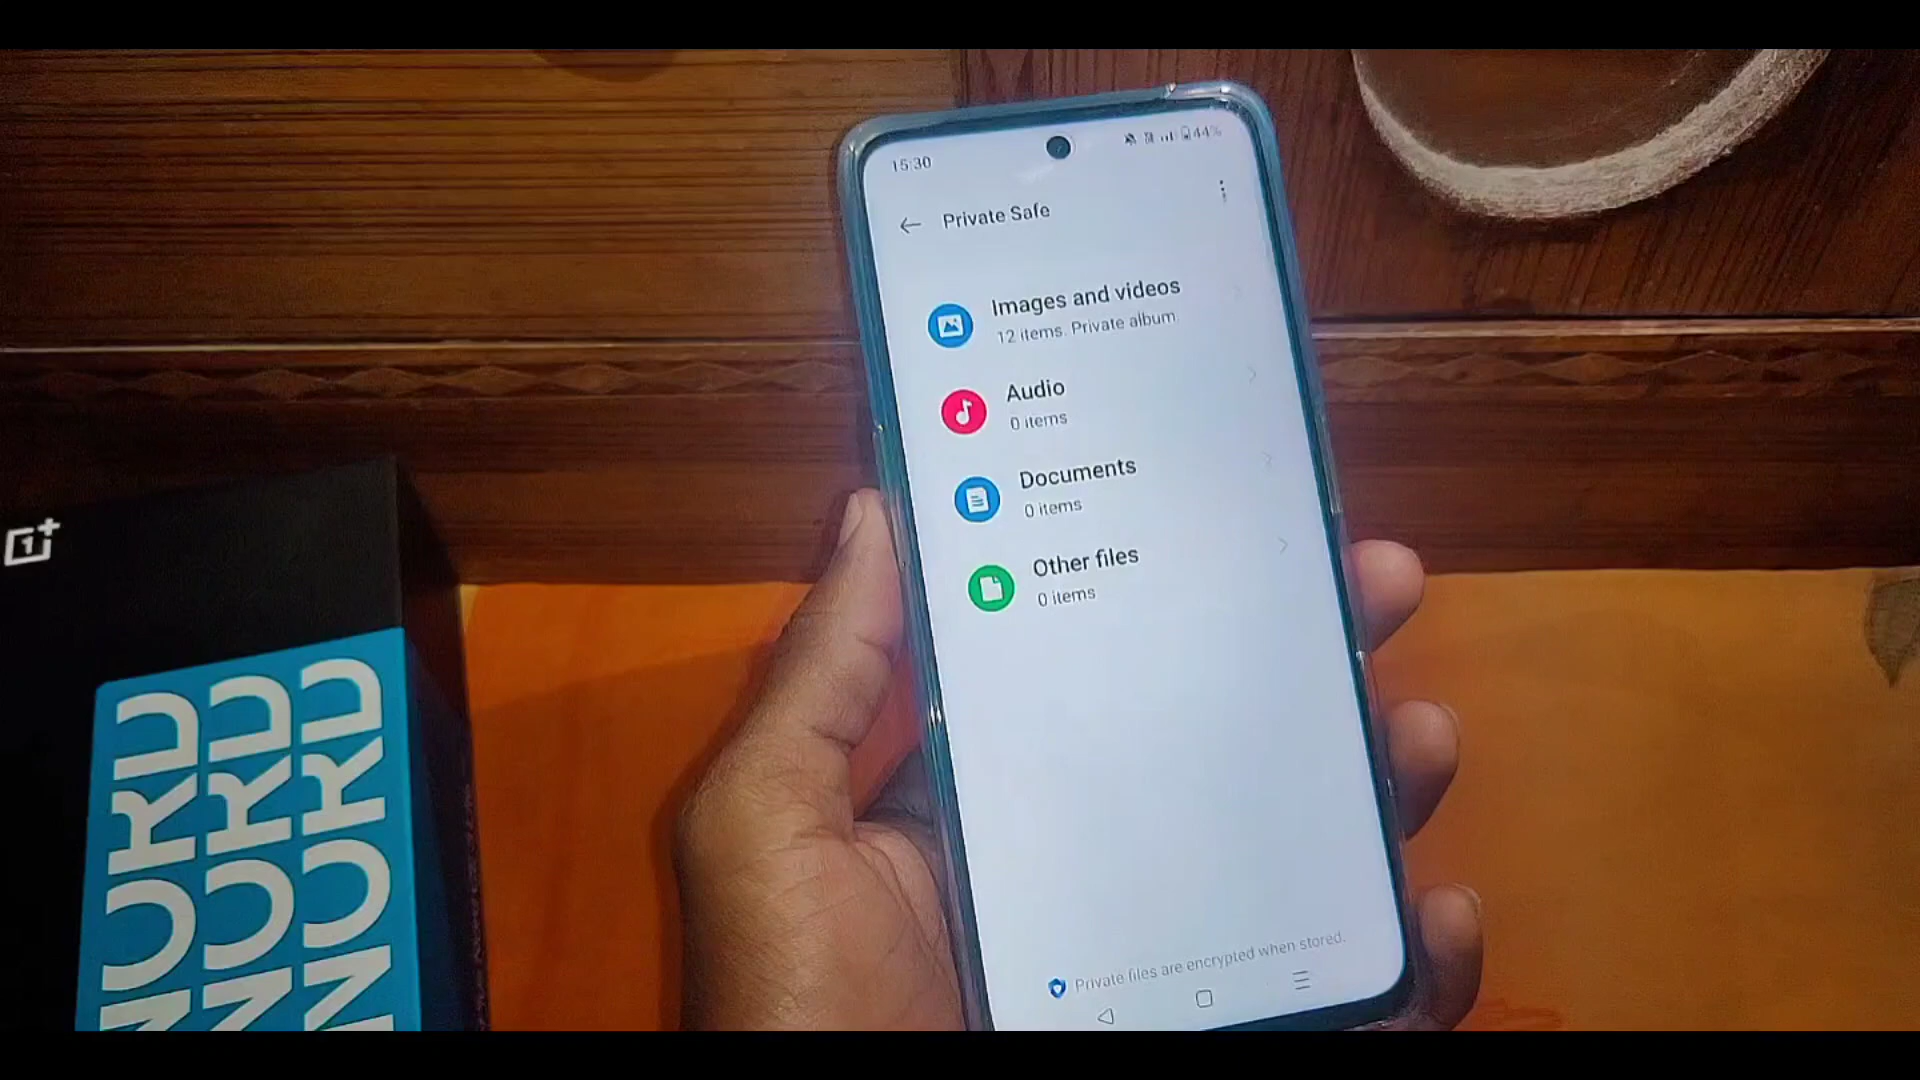 15:30
44%
Private Safe
Images and videos
12 items. Private album
Audio
0 items
Documents
0 items
Other files
0 items
Private files are encrypted when stored.
1+
NORD
NORD
NORD